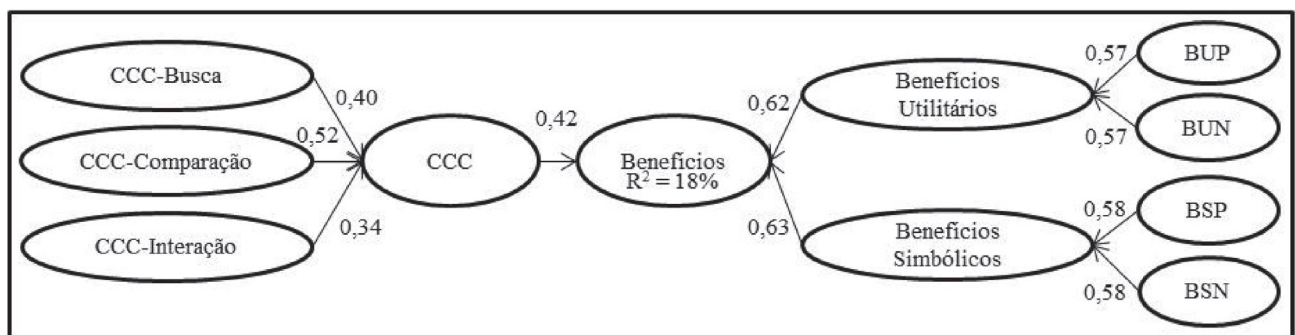 CCC-Busca
0,40
CCC-Comparação
0,52
CCC-Interação
0,34
CCC
0,42
Benefícios
R² = 18%
0,62
0,63
Benefícios
Utilitários
0,57
0,57
BUP
BUN
Benefícios
Simbólicos
0,58
0,58
BSP
BSN